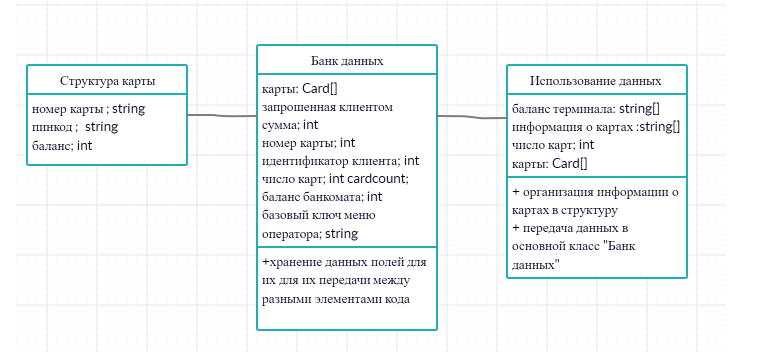 Структура карты
номер карты ; string
пинкод ; string
баланс; int
Банк данных
карты: Card[]
запрошенная клиентом
сумма; int
номер карты; int
идентификатор клиента; int
число карт; int cardcount;
баланс банкомата; int
базовый ключ меню
оператора; string
+хранение данных полей для
их для их передачи между
разными элементами кода
Использование данных
баланс терминала: string[]
информация о картах :string[]
число карт; int
карты: Card[]
+ организация информации о
картах в структуру
+ передача данных в
основной класс "Банк
данных"